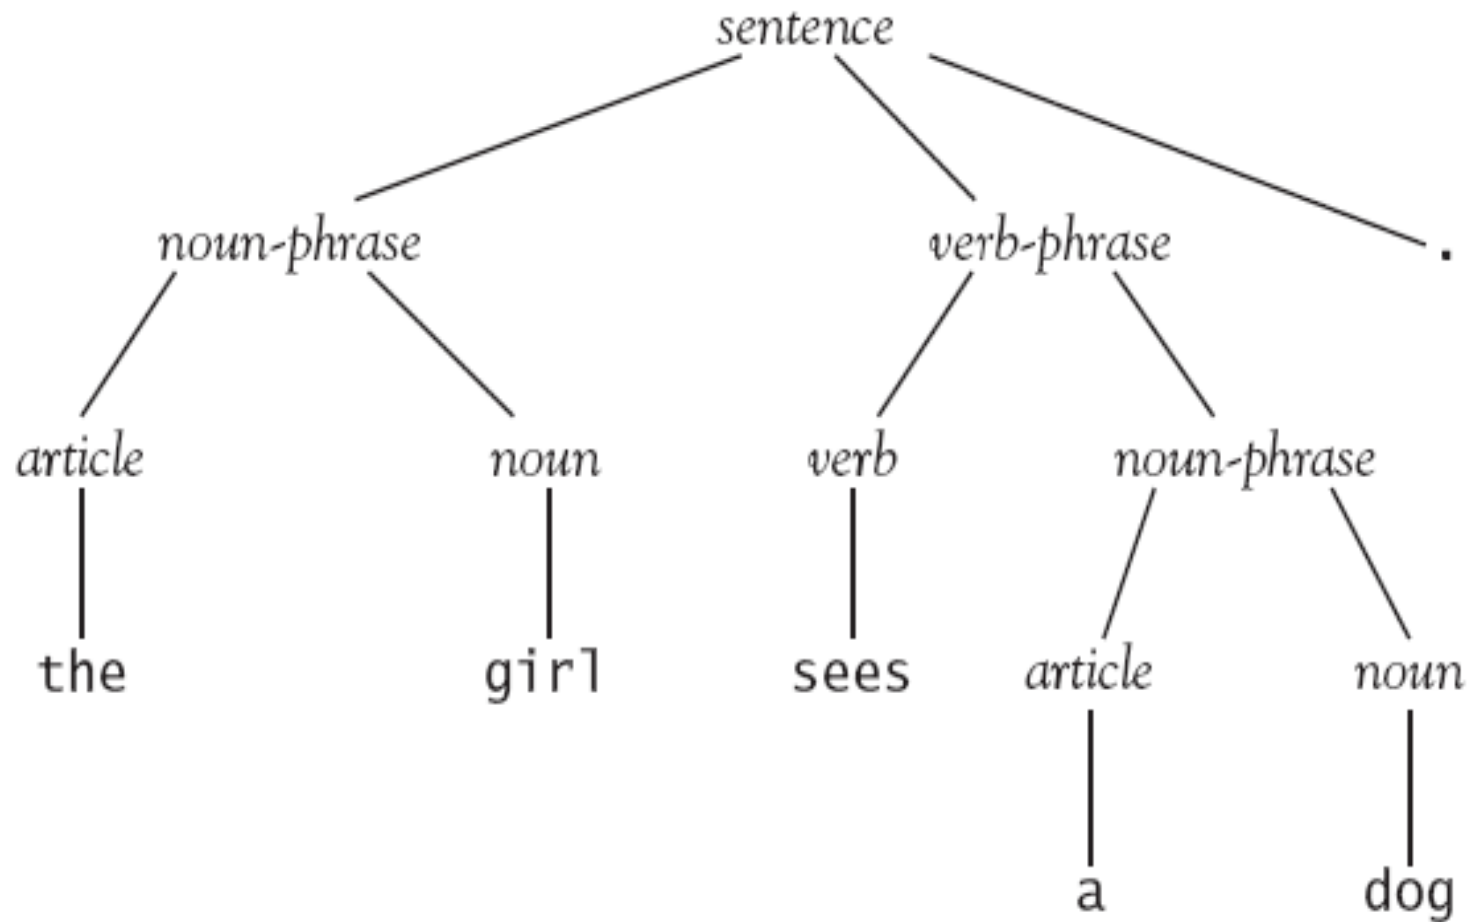 sentence
noun-phrase verb-phrase .
article noun verb noun-phrase
the girl sees article noun
a dog